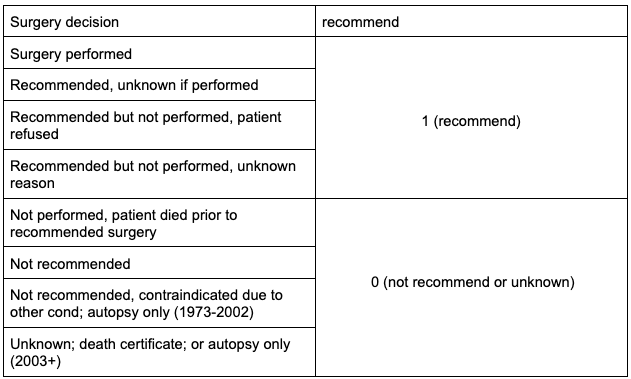 Surgery decision
recommend
Surgery performed
Recommended, unknown if performed
Recommended but not performed, patient
refused
Recommended but not performed, unknown
reason
1 (recommend)
Not performed, patient died prior to
recommended surgery
Not recommended
Not recommended, contraindicated due to
other cond; autopsy only (1973-2002)
Unknown; death certificate; or autopsy only
(2003+)
0 (not recommend or unknown)